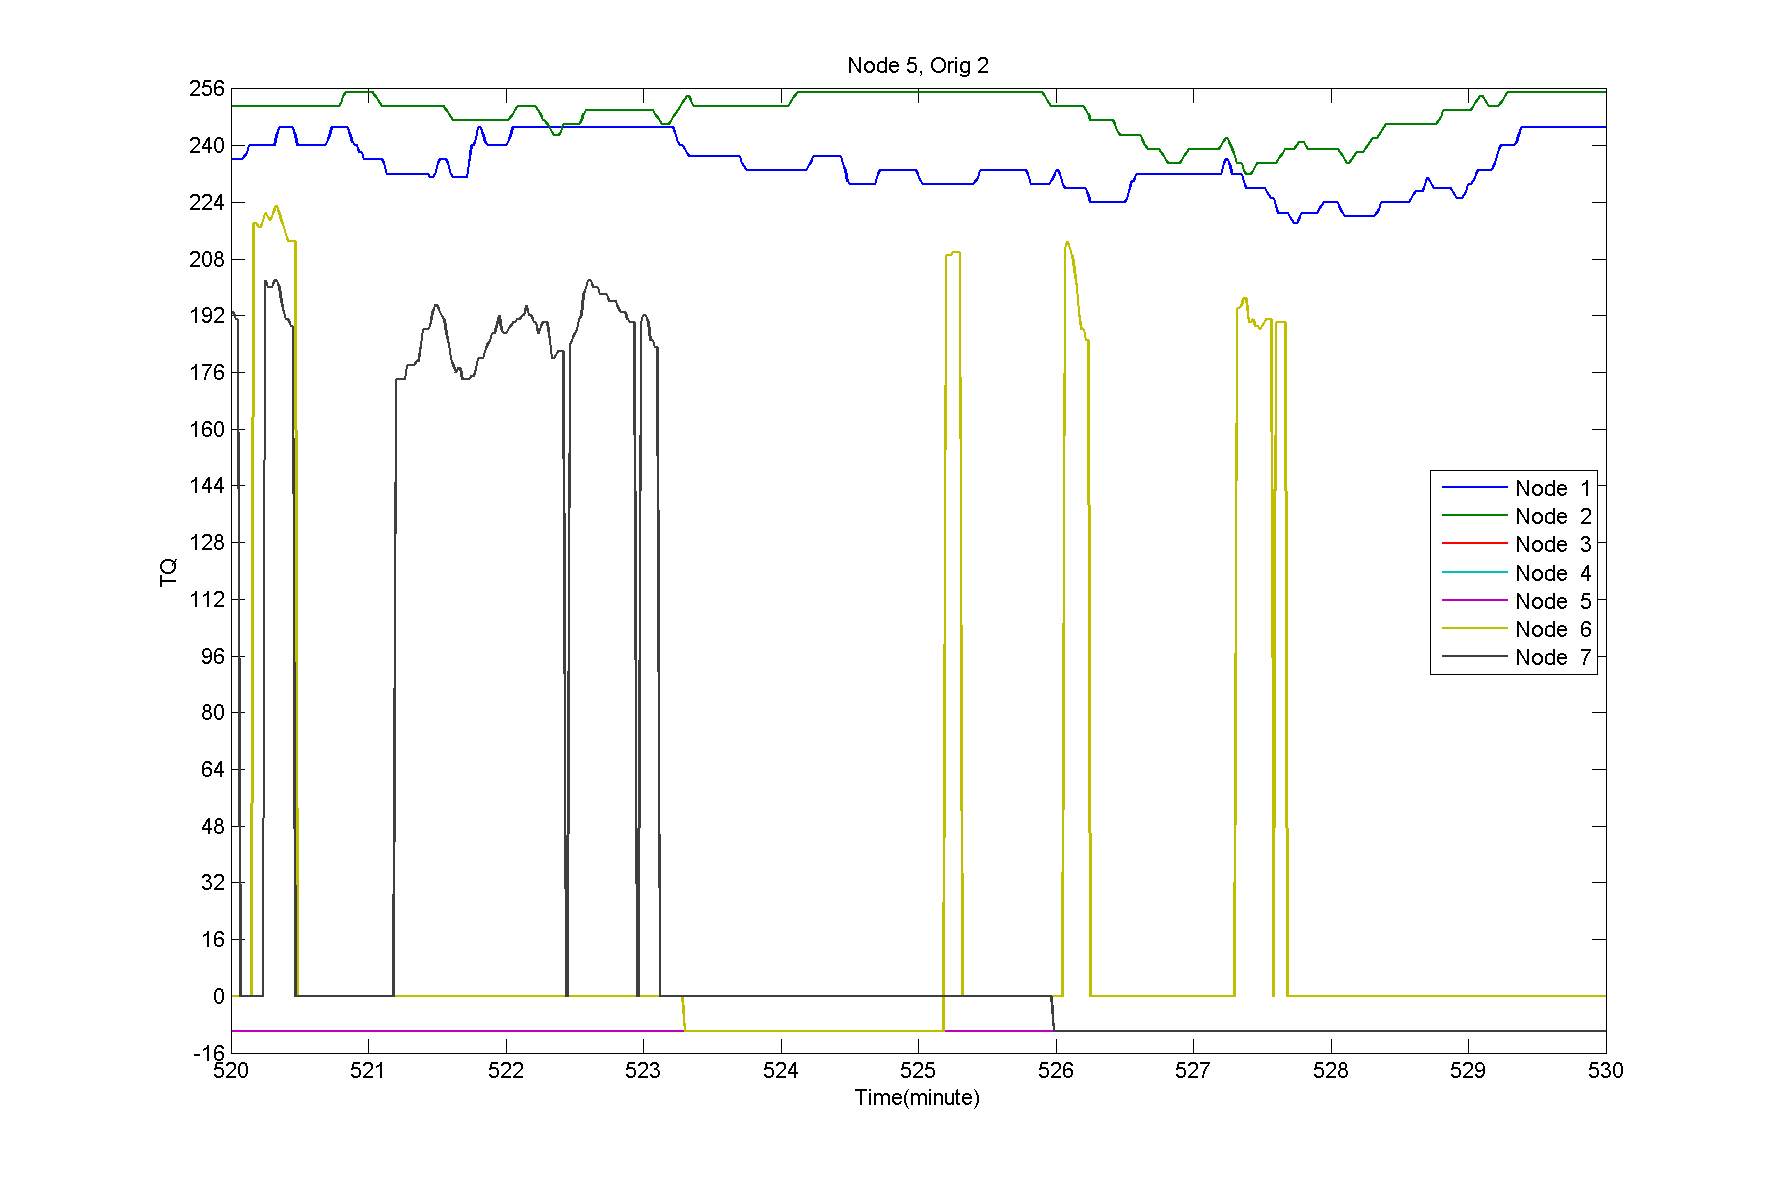 Node 5, Orig 2
256
240
224
208
192
176
160
144
128
112
96
80
64
48
32
16
0
-16
TQ
Node 1
Node 2
Node 3
Node 4
Node 5
Node 6
Node 7
520 521 522 523 524 525 526 527 528 529 530
Time(minute)